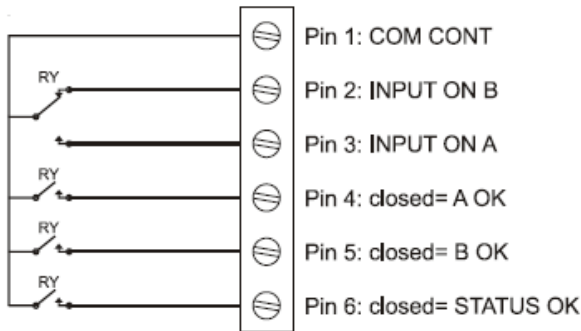 Pin 1: COM CONT
RY
Pin 2: INPUT ON B
Pin 3: INPUT ON A
RY
Pin 4: closed= A OK
RY
Pin 5: closed= B OK
RY
Pin 6: closed= STATUS OK